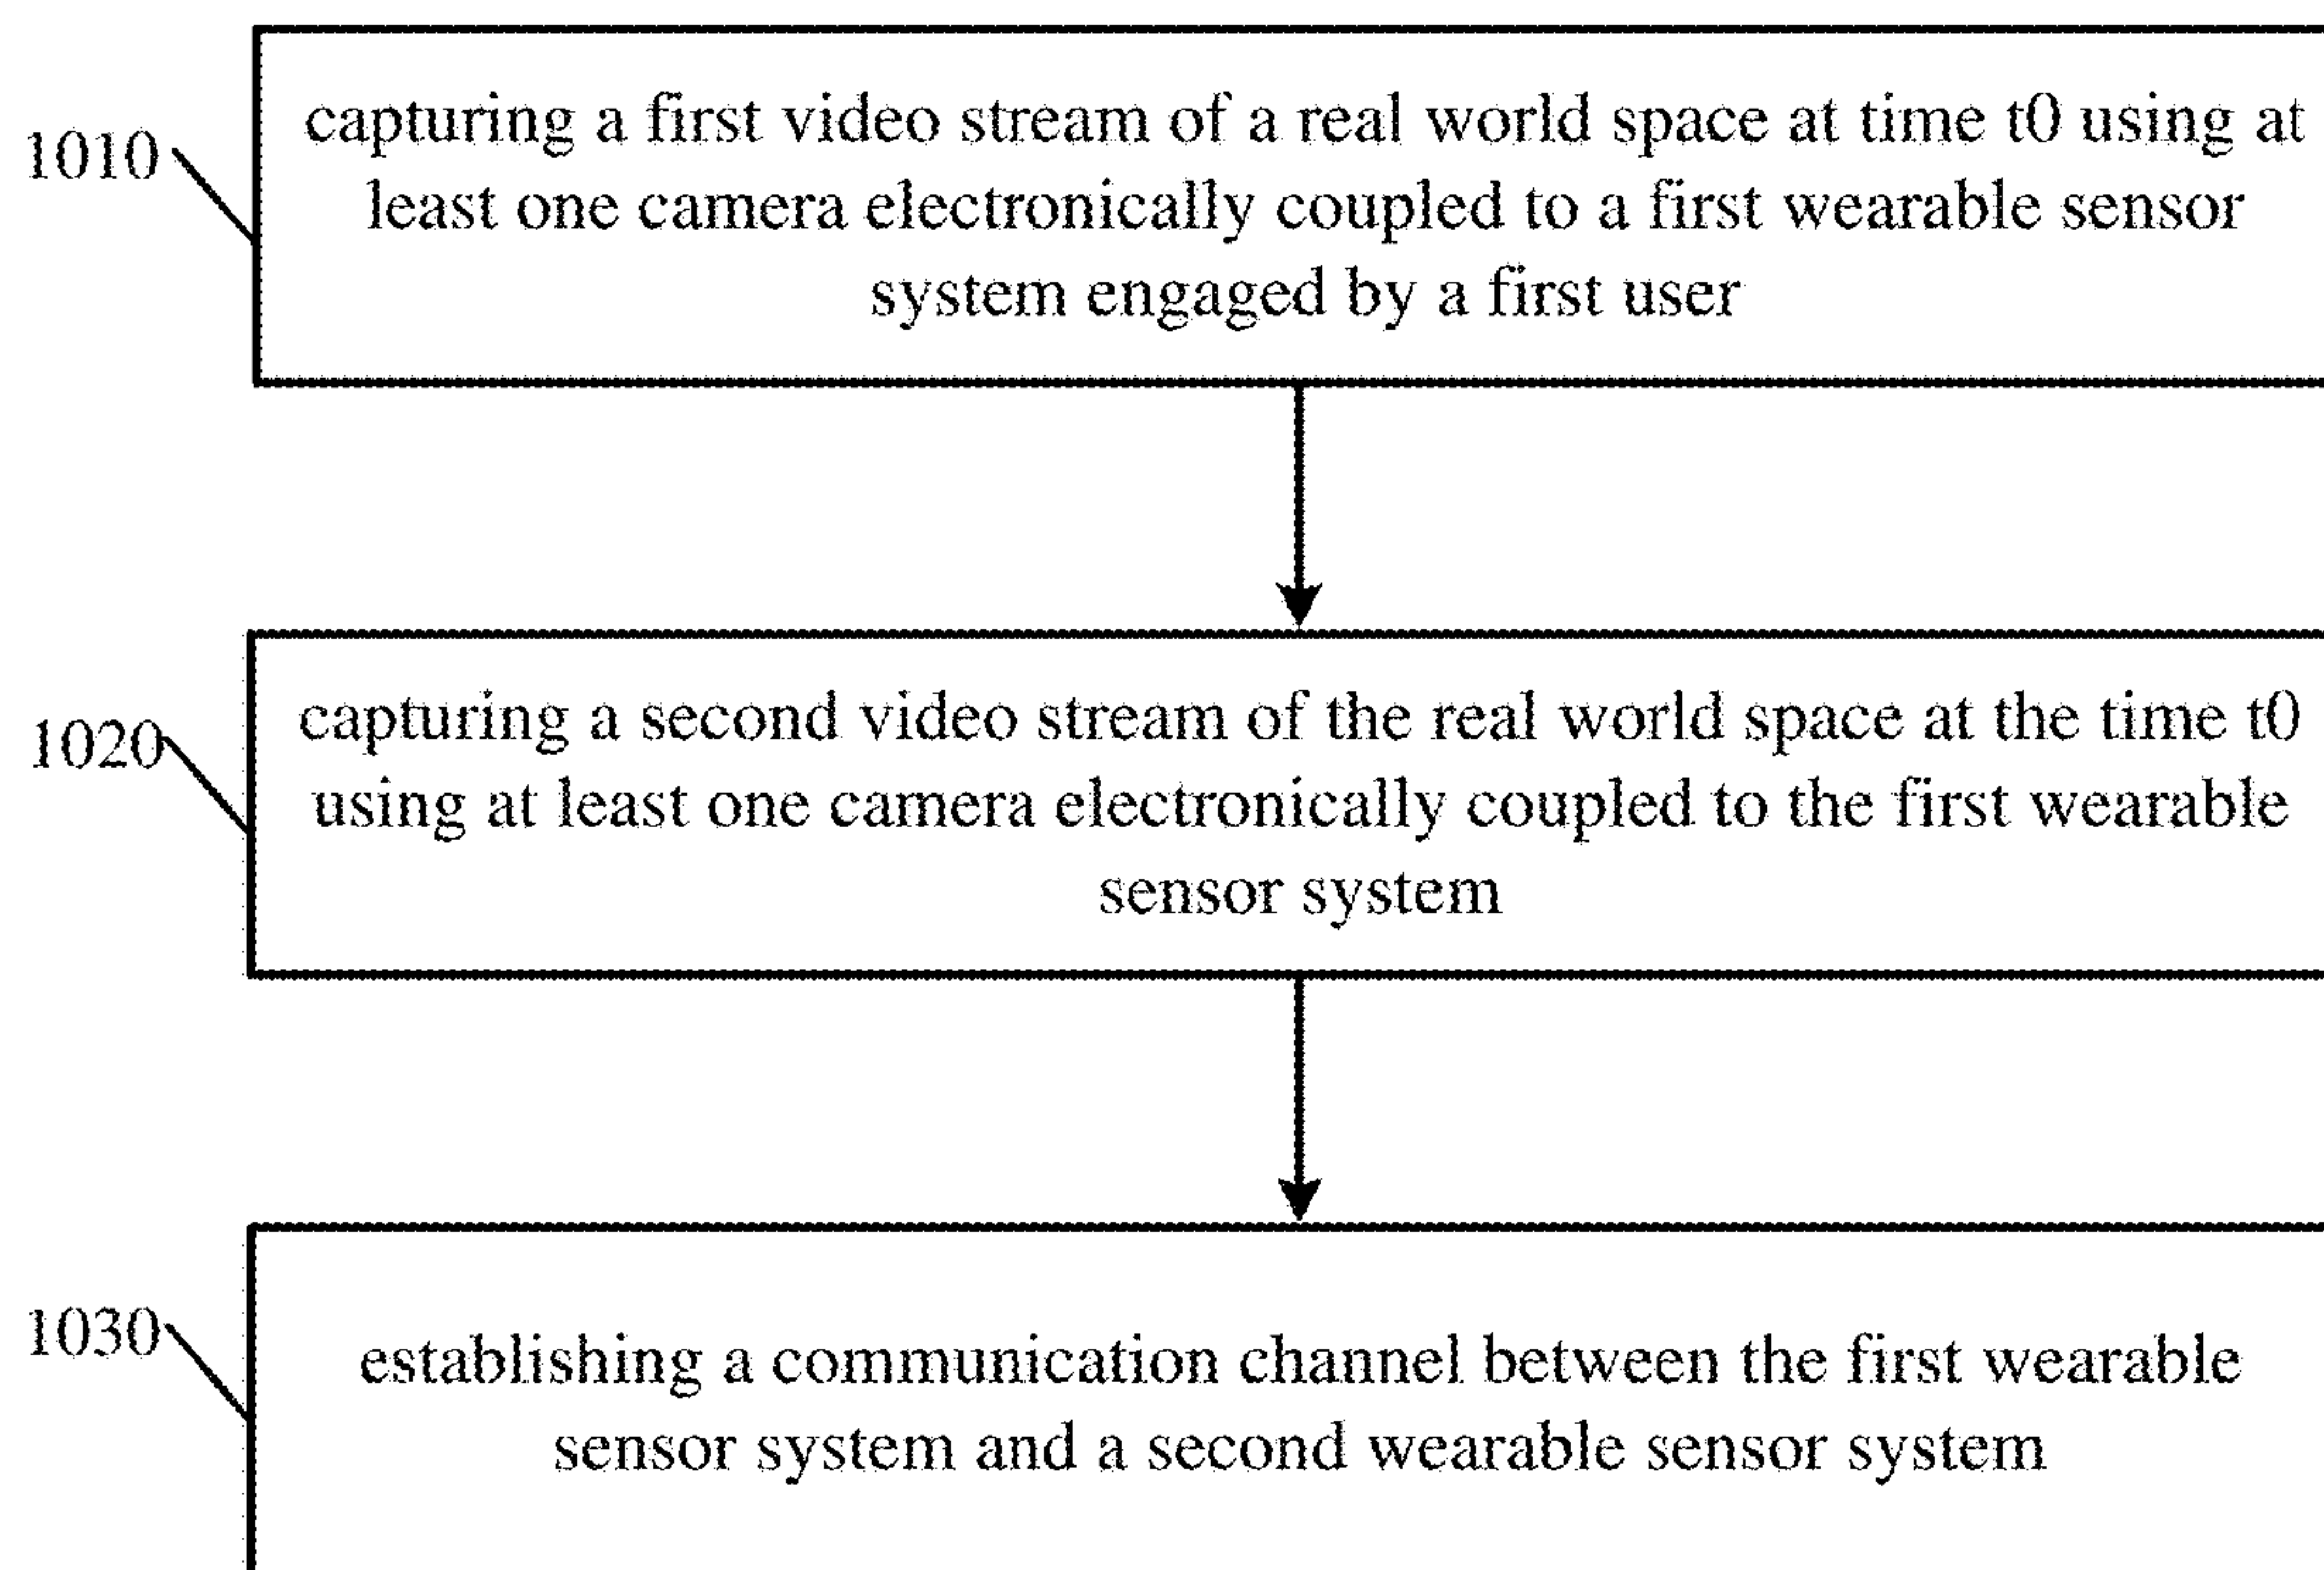 capturing a first video stream of a real world space at time t0 using at
1010
least one camera electronically coupled to a first wearable sensor
system engaged by a first user
capturing a second video stream of the real world space at the time t0
1020
using at least one camera electronically coupled to the first wearable
sensor system
1030
establishing a communication channel between the first wearable
sensor system and a second wearable sensor system